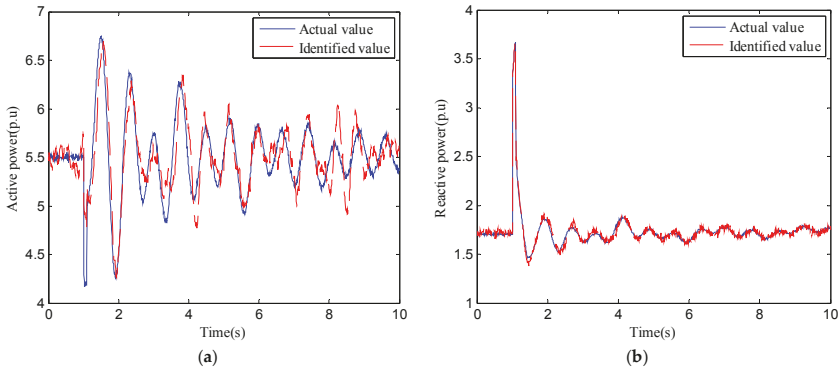 7
6.5
6
5.5
5
4.5
4
0
2
4
6
8
10
Active power(p.u)
Time(s)
Actual value
Identified value
(a)
4
3.5
3
2.5
2
1.5
1
0
2
4
6
8
10
Reactive power(p.u)
Time(s)
Actual value
Identified value
(b)